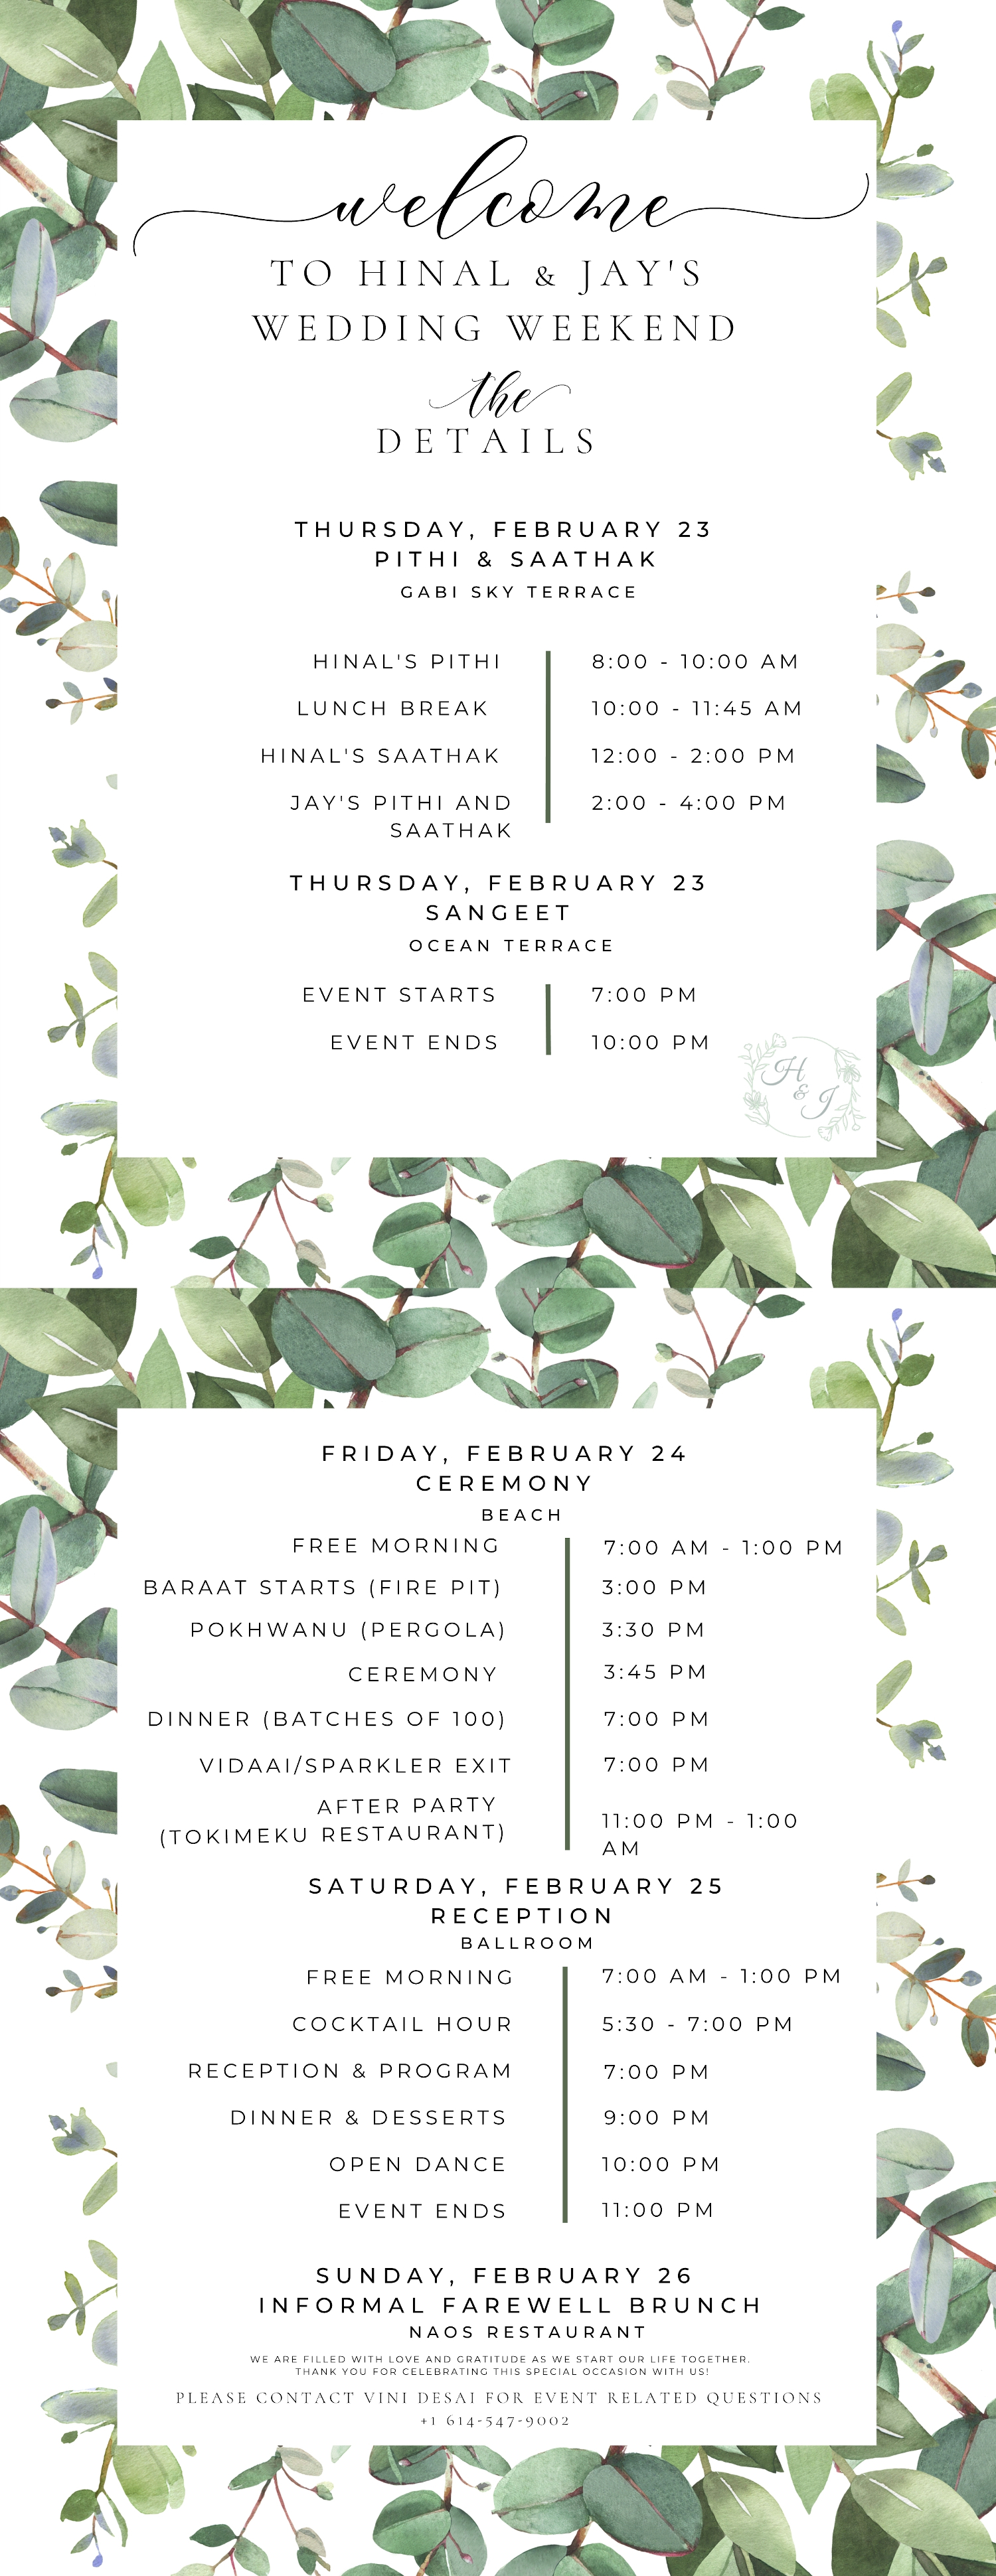 welcome
TO HINAL & JAY'S
WEDDING WEEKEND
the
DETAILS
THURSDAY, FEBRUARY 23
PITHI & SAATHAK
GABI SKY TERRACE
HINAL'S PITHI 8:00 - 10:00 AM
LUNCH BREAK 10:00 - 11:45 AM
HINAL'S SAATHAK 12:00 - 2:00 PM
JAY'S PITHI AND 2:00 - 4:00 PM
SAATHAK
THURSDAY, FEBRUARY 23
SANGEET
OCEAN TERRACE
EVENT STARTS 7:00 PM
EVENT ENDS 10:00 PM
H
&
J
FRIDAY, FEBRUARY 24
CEREMONY
BEACH
FREE MORNING 7:00 AM - 1:00 PM
BARAAT STARTS (FIRE PIT) 3:00 PM
POKHWANU (PERGOLA) 3:30 PM
CEREMONY 3:45 PM
DINNER (BATCHES OF 100) 7:00 PM
VIDAAI/SPARKLER EXIT 7:00 PM
AFTER PARTY
(TOKIMEKU RESTAURANT) 11:00 PM - 1:00
AM
SATURDAY, FEBRUARY 25
RECEPTION
BALLROOM
FREE MORNING 7:00 AM - 1:00 PM
COCKTAIL HOUR 5:30 - 7:00 PM
RECEPTION & PROGRAM 7:00 PM
DINNER & DESSERTS 9:00 PM
OPEN DANCE 10:00 PM
EVENT ENDS 11:00 PM
SUNDAY, FEBRUARY 26
INFORMAL FAREWELL BRUNCH
NAOS RESTAURANT
WE ARE FILLED WITH LOVE AND GRATITUDE AS WE START OUR LIFE TOGETHER.
THANK YOU FOR CELEBRATING THIS SPECIAL OCCASION WITH US!
PLEASE CONTACT VINI DESAI FOR EVENT RELATED QUESTIONS
+1 614-547-9002